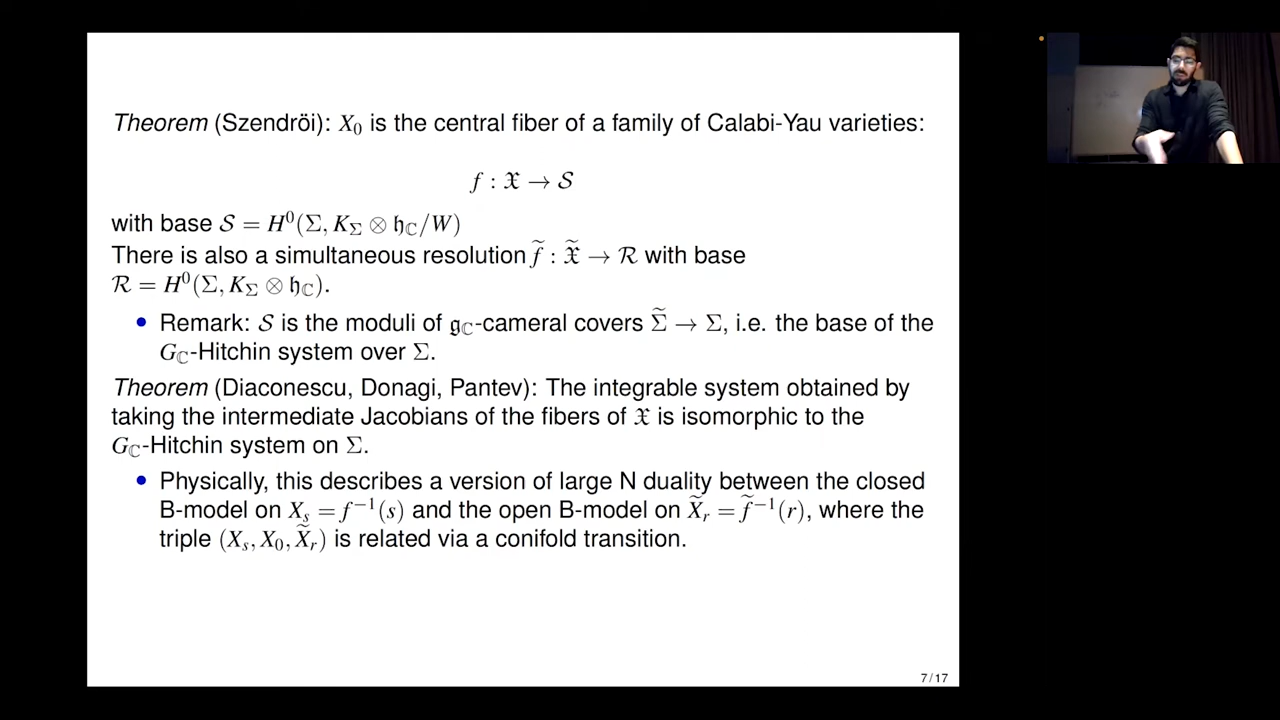 Theorem (Szendröi): X₀ is the central fiber of a family of Calabi-Yau varieties:
f : 𝔛 → 𝒮
with base 𝒮 = H⁰(Σ, K_Σ ⊗ 𝔥_ℂ/W)
There is also a simultaneous resolution f̃ : 𝔛̃ → ℛ with base
ℛ = H⁰(Σ, K_Σ ⊗ 𝔥_ℂ).
• Remark: 𝒮 is the moduli of 𝔤_ℂ-cameral covers Σ̃ → Σ, i.e. the base of the
G_ℂ-Hitchin system over Σ.
Theorem (Diaconescu, Donagi, Pantev): The integrable system obtained by
taking the intermediate Jacobians of the fibers of 𝔛 is isomorphic to the
G_ℂ-Hitchin system on Σ.
• Physically, this describes a version of large N duality between the closed
B-model on X_s = f⁻¹(s) and the open B-model on X̃_r = f̃⁻¹(r), where the
triple (X_s, X₀, X̃_r) is related via a conifold transition.
7 / 17